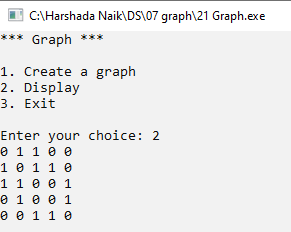 C:\Harshada Naik\DS\07 graph\21 Graph.exe
*** Graph ***
1. Create a graph
2. Display
3. Exit
Enter your choice: 2
0 1 1 0 0
1 0 1 1 0
1 1 0 0 1
0 1 0 0 1
0 0 1 1 0